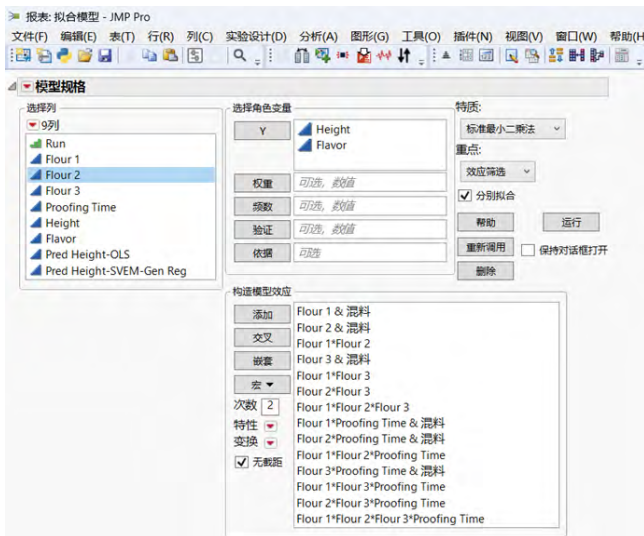 报表: 拟合模型 - JMP Pro
文件(F) 编辑(E) 表(T) 行(R) 列(C) 实验设计(D) 分析(A) 图形(G) 工具(O) 插件(N) 视图(V) 窗口(W) 帮助(H
模型规格
选择列
9列
Run
Flour 1
Flour 2
Flour 3
Proofing Time
Height
Flavor
Pred Height-OLS
Pred Height-SVEM-Gen Reg
选择角色变量
Y
Height
Flavor
权重 可选，数值
频数 可选，数值
验证 可选，数值
依据 可选
特质:
标准最小二乘法
重点:
效应筛选
分别拟合
帮助 运行
重新调用 保持对话框打开
删除
构造模型效应
添加
交叉
嵌套
宏
次数 2
特性
变换
无截距
Flour 1 & 混料
Flour 2 & 混料
Flour 1*Flour 2
Flour 3 & 混料
Flour 1*Flour 3
Flour 2*Flour 3
Flour 1*Flour 2*Flour 3
Flour 1*Proofing Time & 混料
Flour 2*Proofing Time & 混料
Flour 1*Flour 2*Proofing Time
Flour 3*Proofing Time & 混料
Flour 1*Flour 3*Proofing Time
Flour 2*Flour 3*Proofing Time
Flour 1*Flour 2*Flour 3*Proofing Time